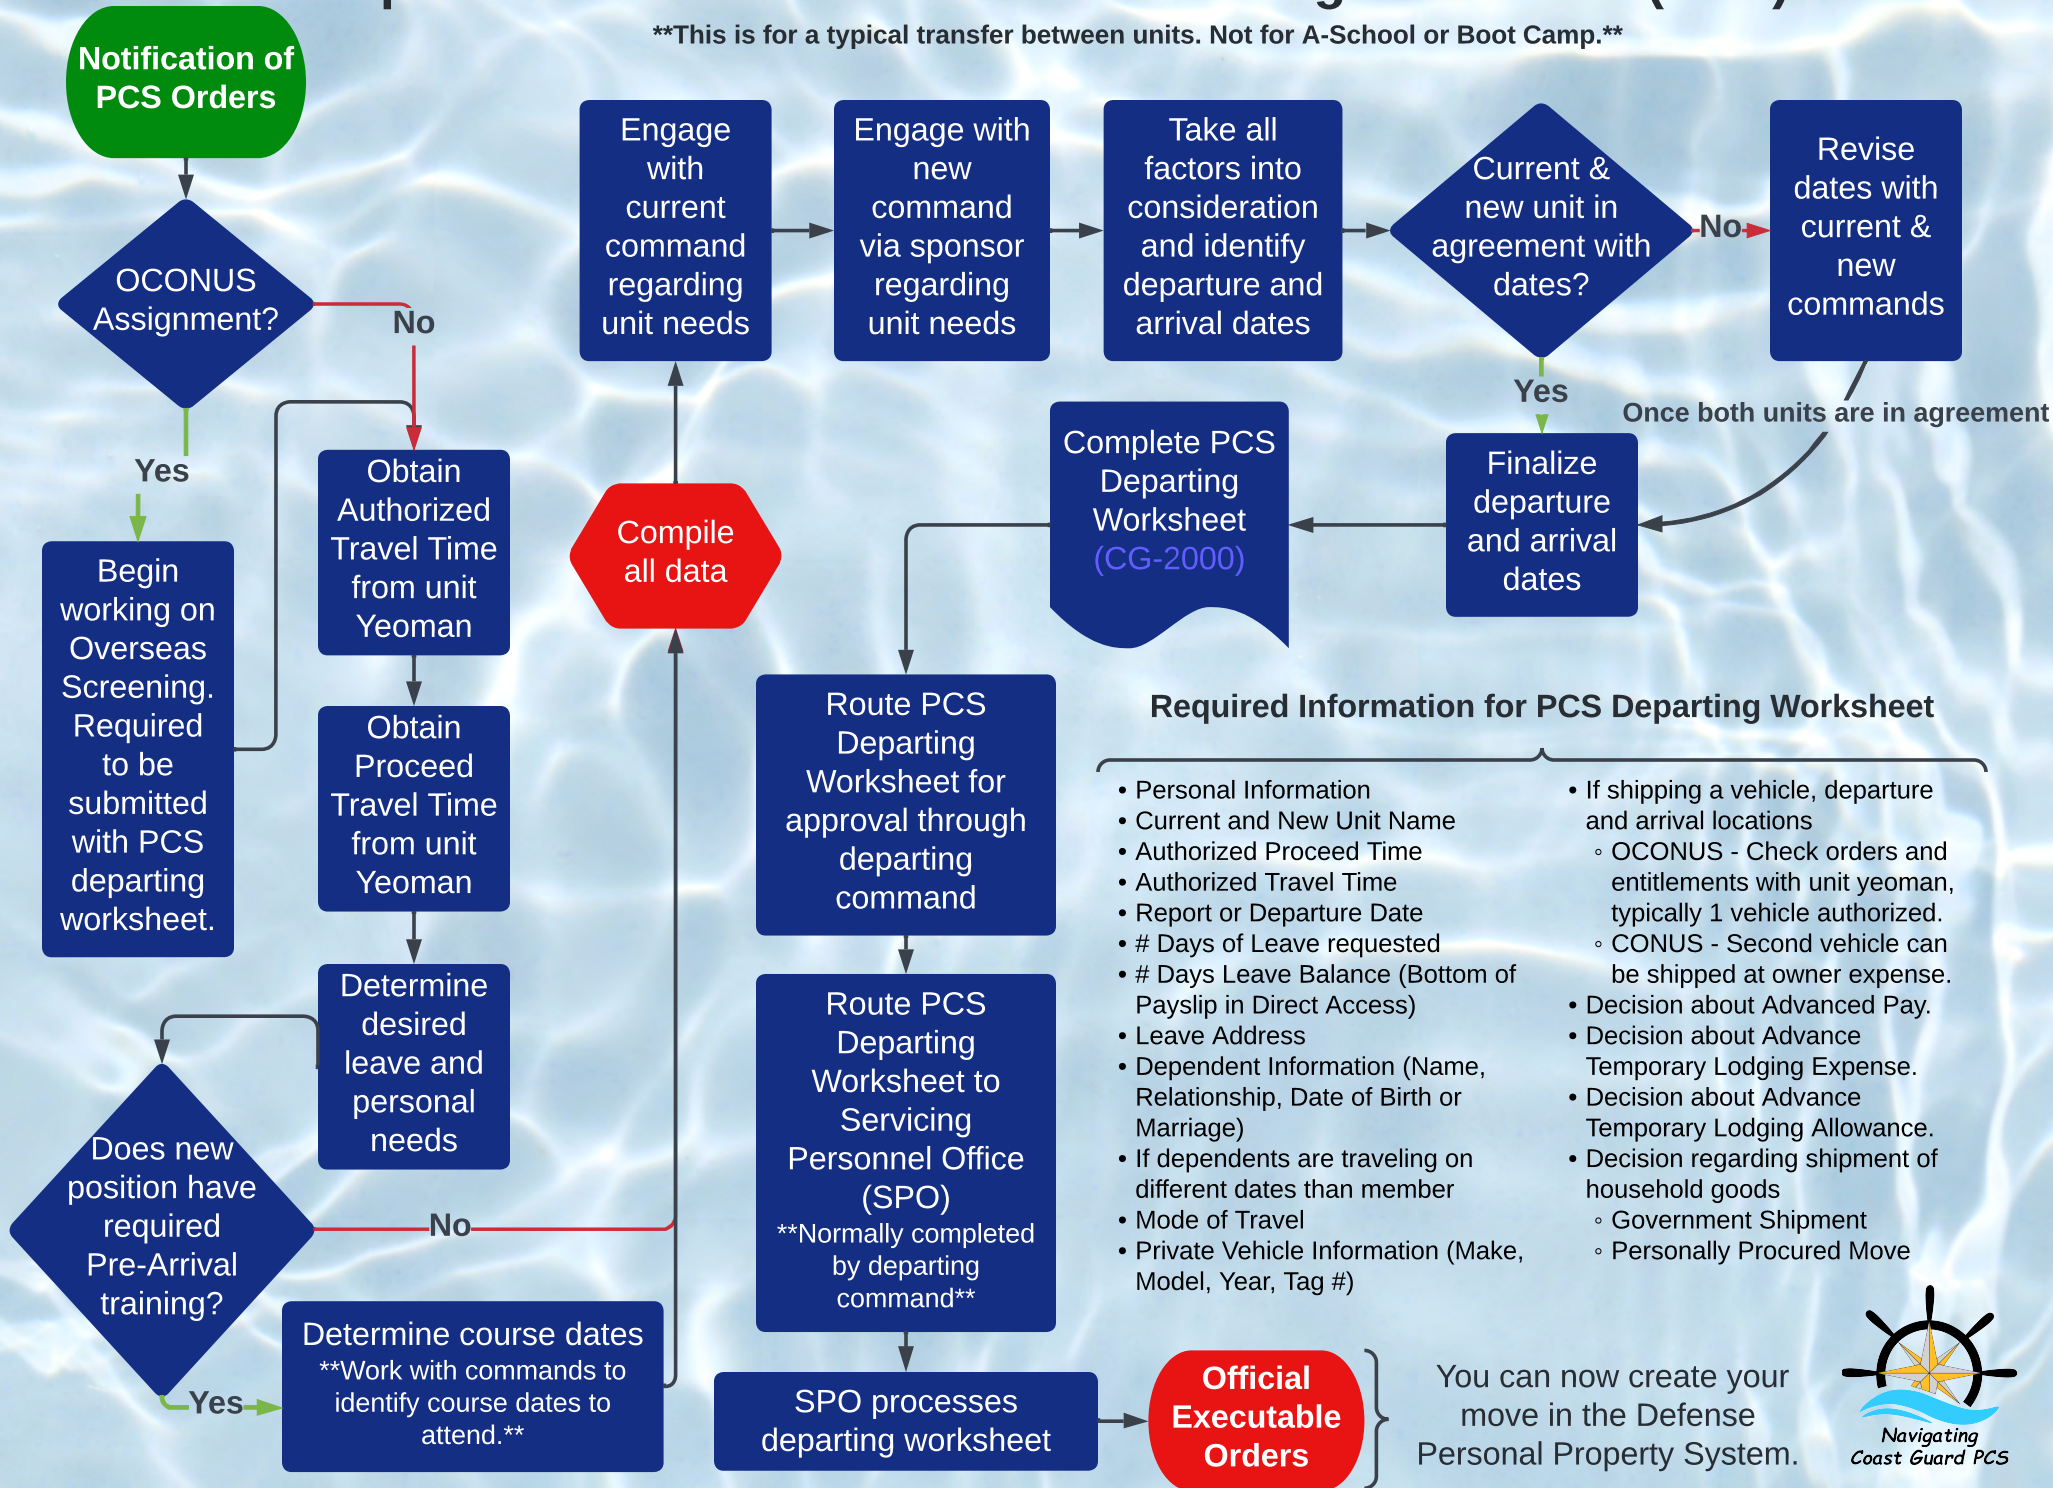 **This is for a typical transfer between units. Not for A-School or Boot Camp.**
Notification of
PCS Orders
OCONUS
Assignment?
No
Yes
Begin
working on
Overseas
Screening.
Required
to be
submitted
with PCS
departing
worksheet.
Obtain
Authorized
Travel Time
from unit
Yeoman
Obtain
Proceed
Travel Time
from unit
Yeoman
Determine
desired
leave and
personal
needs
Does new
position have
required
Pre-Arrival
training?
No
Yes
Determine course dates
**Work with commands to
identify course dates to
attend.**
Compile
all data
Engage
with
current
command
regarding
unit needs
Engage with
new
command
via sponsor
regarding
unit needs
Take all
factors into
consideration
and identify
departure and
arrival dates
Current &
new unit in
agreement with
dates?
No
Revise
dates with
current &
new
commands
Yes
Once both units are in agreement
Finalize
departure
and arrival
dates
Complete PCS
Departing
Worksheet
(CG-2000)
Route PCS
Departing
Worksheet for
approval through
departing
command
Route PCS
Departing
Worksheet to
Servicing
Personnel Office
(SPO)
**Normally completed
by departing
command**
SPO processes
departing worksheet
Official
Executable
Orders
You can now create your
move in the Defense
Personal Property System.
Required Information for PCS Departing Worksheet
• Personal Information
• Current and New Unit Name
• Authorized Proceed Time
• Authorized Travel Time
• Report or Departure Date
• # Days of Leave requested
• # Days Leave Balance (Bottom of
Payslip in Direct Access)
• Leave Address
• Dependent Information (Name,
Relationship, Date of Birth or
Marriage)
• If dependents are traveling on
different dates than member
• Mode of Travel
• Private Vehicle Information (Make,
Model, Year, Tag #)
• If shipping a vehicle, departure
and arrival locations
◦ OCONUS - Check orders and
entitlements with unit yeoman,
typically 1 vehicle authorized.
◦ CONUS - Second vehicle can
be shipped at owner expense.
• Decision about Advanced Pay.
• Decision about Advance
Temporary Lodging Expense.
• Decision about Advance
Temporary Lodging Allowance.
• Decision regarding shipment of
household goods
◦ Government Shipment
◦ Personally Procured Move
Navigating
Coast Guard PCS